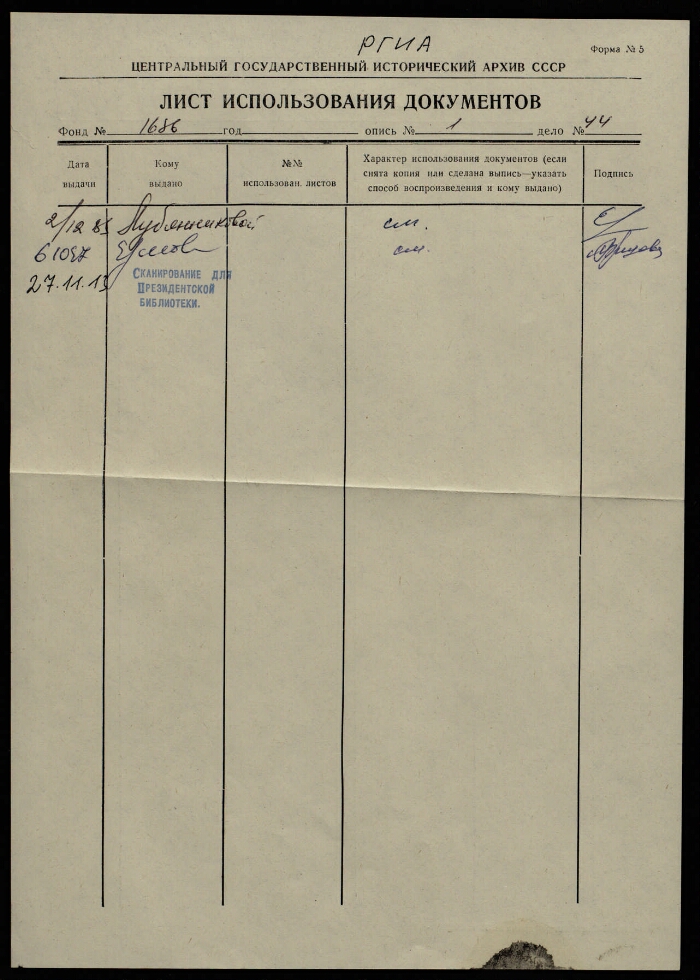 РГИА
Форма № 5
ЦЕНТРАЛЬНЫЙ ГОСУДАРСТВЕННЫЙ ИСТОРИЧЕСКИЙ АРХИВ СССР
ЛИСТ ИСПОЛЬЗОВАНИЯ ДОКУМЕНТОВ
Фонд № 1686 год опись № 1 дело № 44
Дата выдачи
Кому выдано
№№ использован. листов
Характер использования документов (если
снята копия или сделана выпись—указать
способ воспроизведения и кому выдано)
Подпись
2/12 см.
см.
27.11.13 Сканирование для
Президентской
библиотеки.